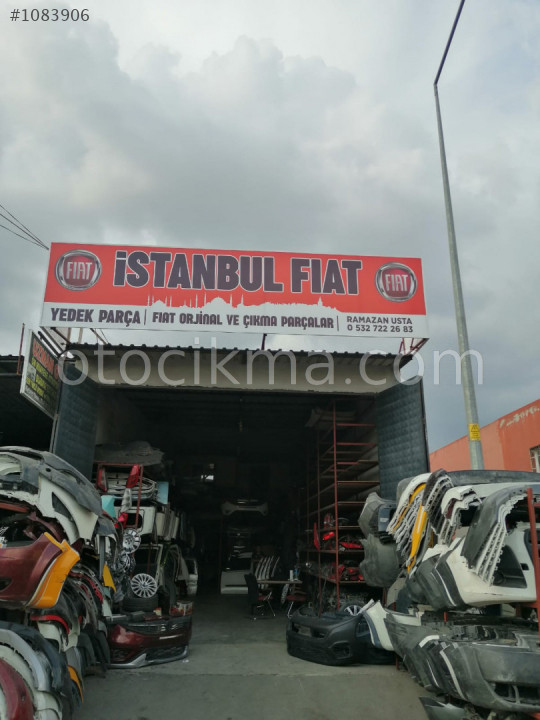 #1083906
FIAT iSTANBUL FIAT FIAT
YEDEK PARÇA | FIAT ORJİNAL VE ÇIKMA PARÇALAR |
RAMAZAN USTA
0 532 722 26 83
otocikma.com